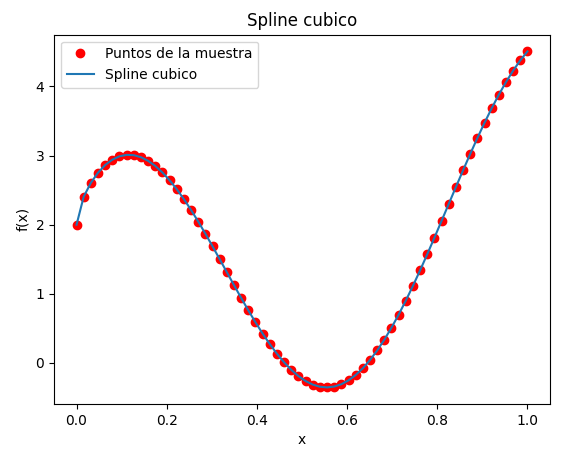 Spline cubico
Puntos de la muestra
Spline cubico
f(x)
4
3
2
1
0
0.0 0.2 0.4 0.6 0.8 1.0
x